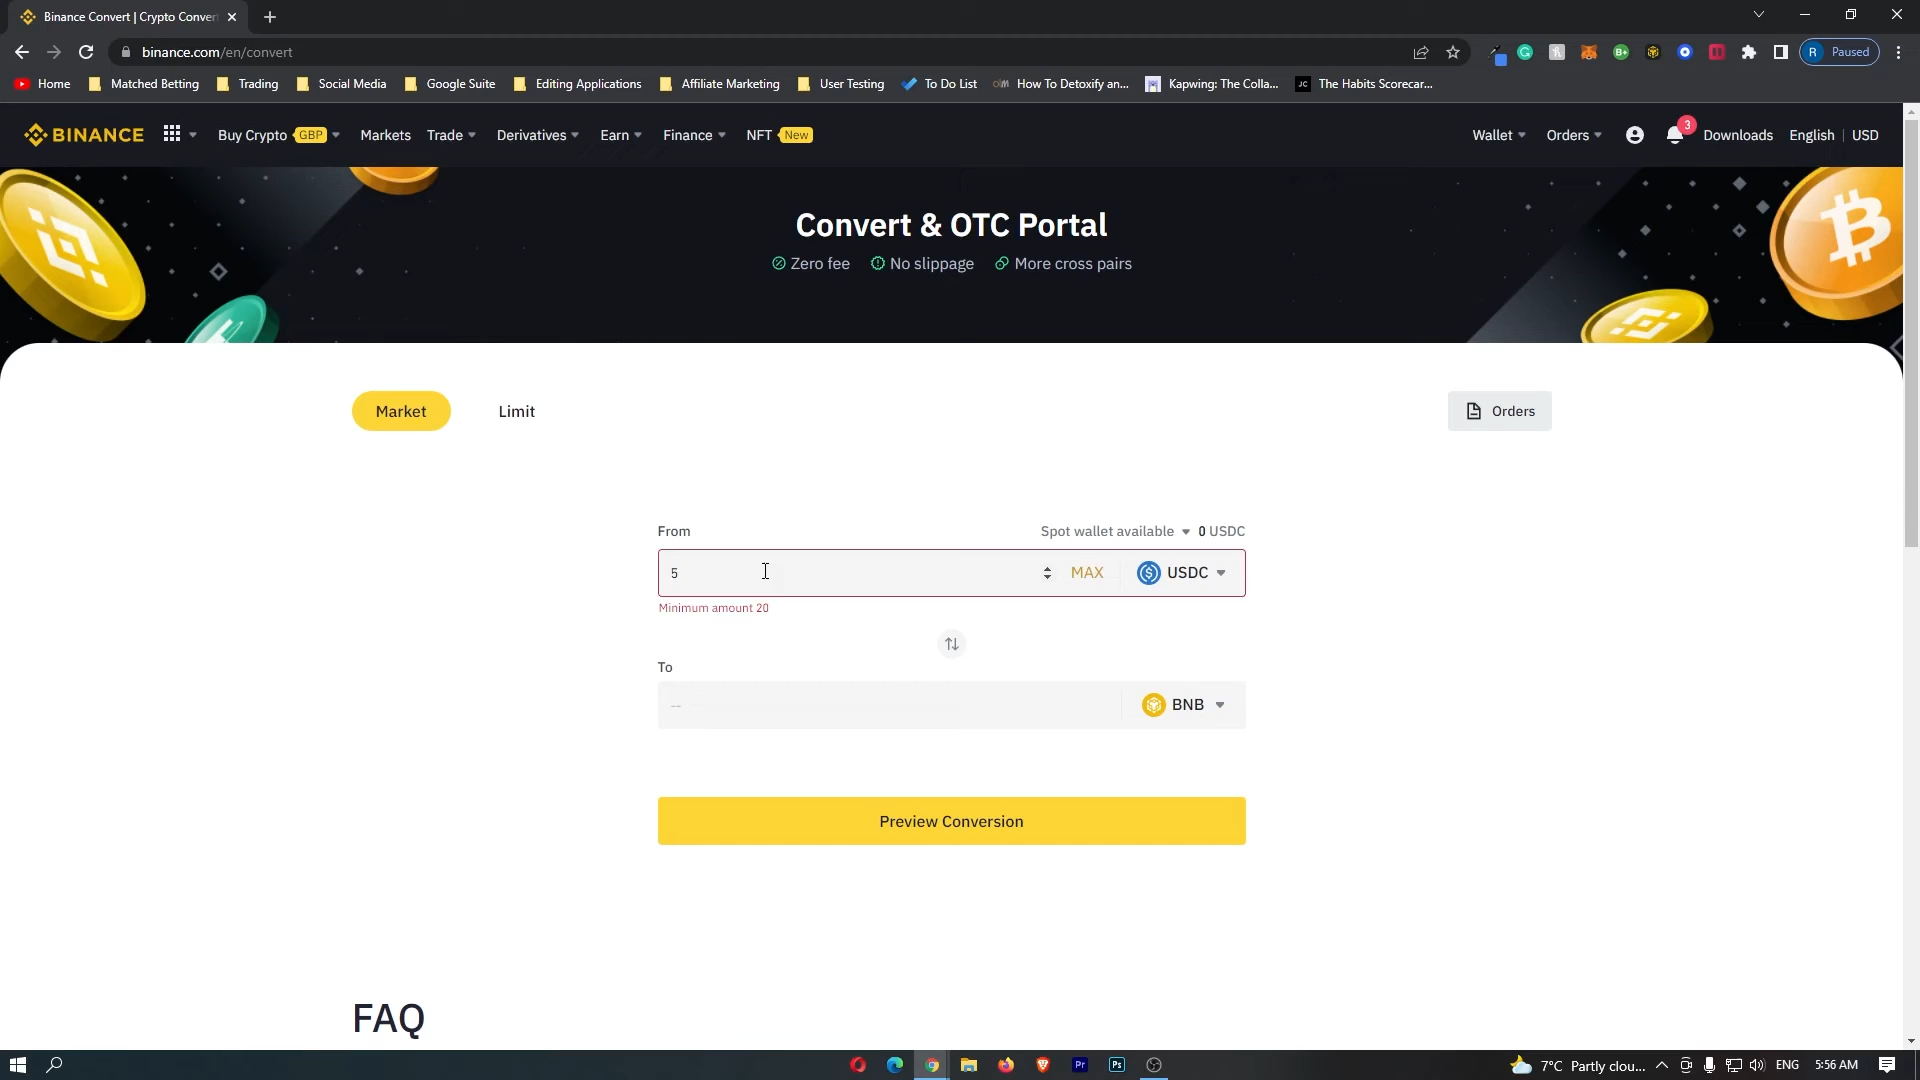 Binance Convert | Crypto Conver
binance.com/en/convert
R Paused
Home Matched Betting Trading Social Media Google Suite Editing Applications Affiliate Marketing User Testing To Do List How To Detoxify an... Kapwing: The Colla... JC The Habits Scorecar...
BINANCE Buy Crypto GBP Markets Trade Derivatives Earn Finance NFT New Wallet Orders 3 Downloads English USD
Convert & OTC Portal
Zero fee No slippage More cross pairs
Market Limit Orders
From Spot wallet available 0 USDC
5 MAX USDC
Minimum amount 20
To
-- BNB
Preview Conversion
FAQ
Pr Ps 7°C Partly clou... ENG 5:56 AM